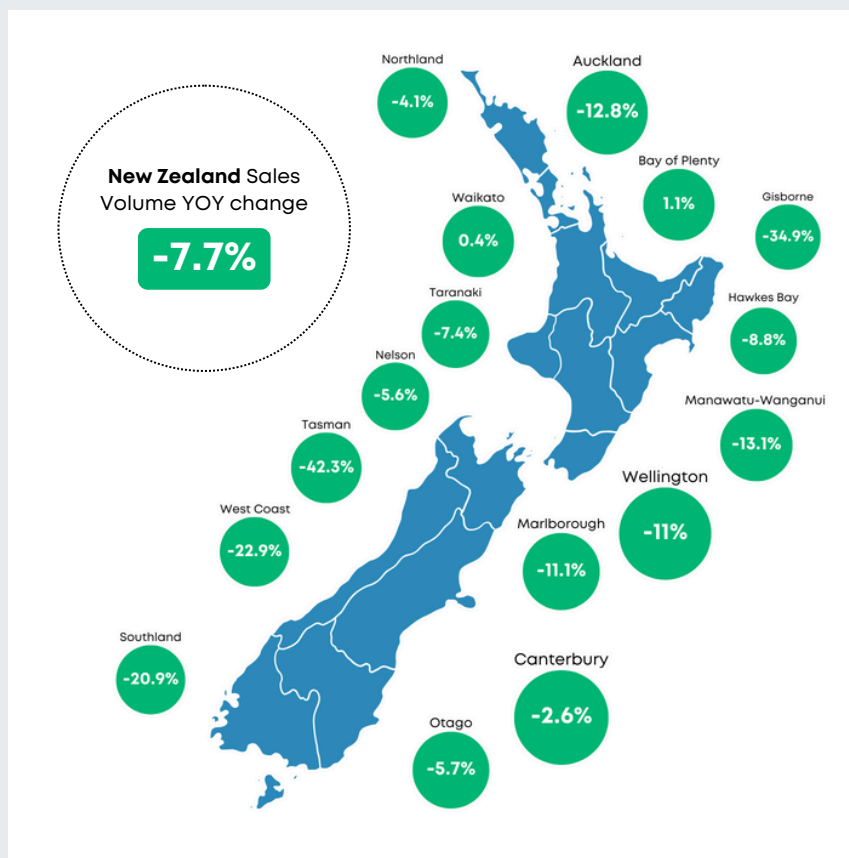 New Zealand Sales
Volume YOY change
-7.7%
Northland
-4.1%
Auckland
-12.8%
Bay of Plenty
1.1%
Waikato
0.4%
Gisborne
-34.9%
Taranaki
-7.4%
Hawkes Bay
-8.8%
Nelson
-5.6%
Manawatu-Wanganui
-13.1%
Tasman
-42.3%
Wellington
-11%
West Coast
-22.9%
Marlborough
-11.1%
Southland
-20.9%
Canterbury
-2.6%
Otago
-5.7%